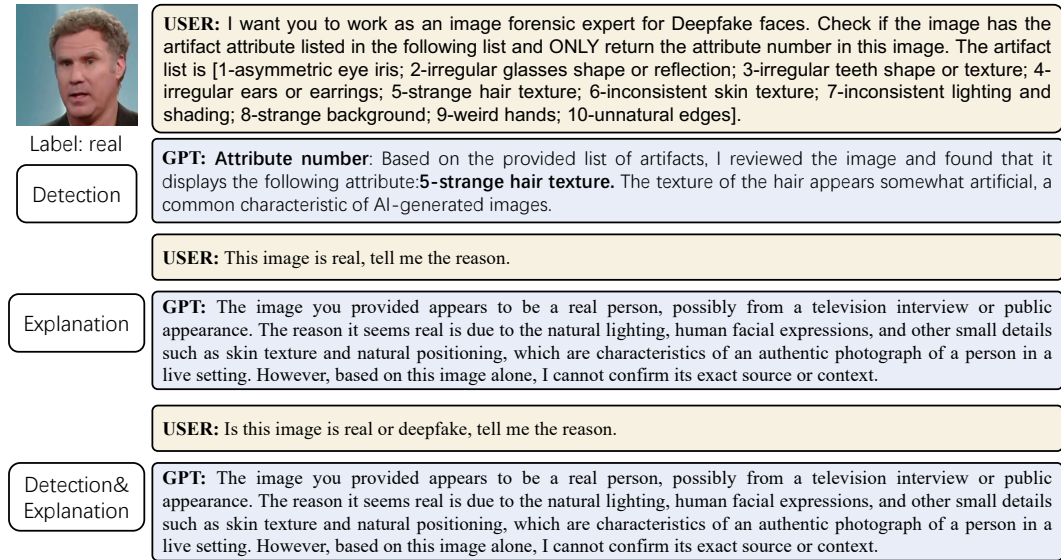 USER: I want you to work as an image forensic expert for Deepfake faces. Check if the image has the
artifact attribute listed in the following list and ONLY return the attribute number in this image. The artifact
list is [1-asymmetric eye iris; 2-irregular glasses shape or reflection; 3-irregular teeth shape or texture; 4-
irregular ears or earrings; 5-strange hair texture; 6-inconsistent skin texture; 7-inconsistent lighting and
shading; 8-strange background; 9-weird hands; 10-unnatural edges].
Label: real
Detection
GPT: Attribute number: Based on the provided list of artifacts, I reviewed the image and found that it
displays the following attribute:5-strange hair texture. The texture of the hair appears somewhat artificial, a
common characteristic of AI-generated images.
USER: This image is real, tell me the reason.
Explanation
GPT: The image you provided appears to be a real person, possibly from a television interview or public
appearance. The reason it seems real is due to the natural lighting, human facial expressions, and other small details
such as skin texture and natural positioning, which are characteristics of an authentic photograph of a person in a
live setting. However, based on this image alone, I cannot confirm its exact source or context.
USER: Is this image is real or deepfake, tell me the reason.
Detection&
Explanation
GPT: The image you provided appears to be a real person, possibly from a television interview or public
appearance. The reason it seems real is due to the natural lighting, human facial expressions, and other small details
such as skin texture and natural positioning, which are characteristics of an authentic photograph of a person in a
live setting. However, based on this image alone, I cannot confirm its exact source or context.